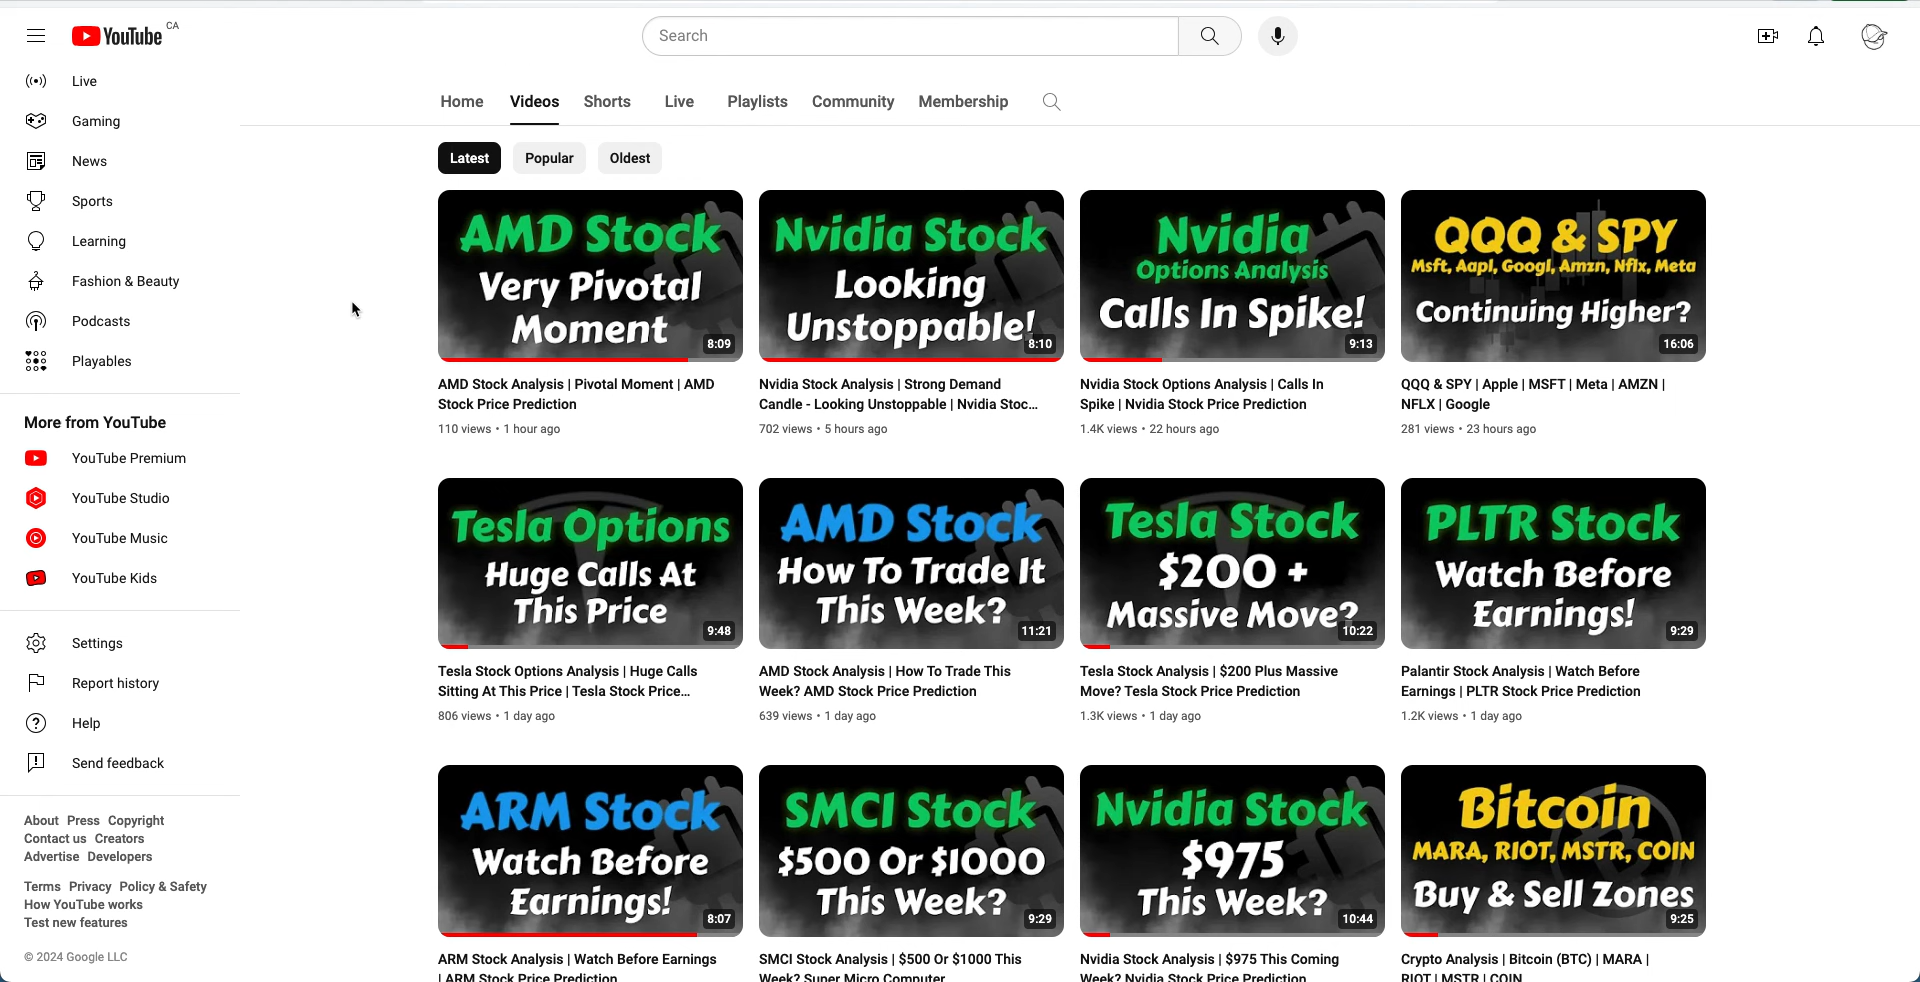 YouTube CA
Search
Live
Gaming
News
Sports
Learning
Fashion & Beauty
Podcasts
Playables
More from YouTube
YouTube Premium
YouTube Studio
YouTube Music
YouTube Kids
Settings
Report history
Help
Send feedback
About Press Copyright
Contact us Creators
Advertise Developers
Terms Privacy Policy & Safety
How YouTube works
Test new features
© 2024 Google LLC
Home Videos Shorts Live Playlists Community Membership
Latest Popular Oldest
AMD Stock
Very Pivotal
Moment
8:09
AMD Stock Analysis | Pivotal Moment | AMD
Stock Price Prediction
110 views • 1 hour ago
Nvidia Stock
Looking
Unstoppable!
8:10
Nvidia Stock Analysis | Strong Demand
Candle - Looking Unstoppable | Nvidia Stoc...
702 views • 5 hours ago
Nvidia
Options Analysis
Calls In Spike!
9:13
Nvidia Stock Options Analysis | Calls In
Spike | Nvidia Stock Price Prediction
1.4K views • 22 hours ago
QQQ & SPY
Msft, Aapl, Googl, Amzn, Nflx, Meta
Continuing Higher?
16:06
QQQ & SPY | Apple | MSFT | Meta | AMZN |
NFLX | Google
281 views • 23 hours ago
Tesla Options
Huge Calls At
This Price
9:48
Tesla Stock Options Analysis | Huge Calls
Sitting At This Price | Tesla Stock Price...
806 views • 1 day ago
AMD Stock
How To Trade It
This Week?
11:21
AMD Stock Analysis | How To Trade This
Week? AMD Stock Price Prediction
639 views • 1 day ago
Tesla Stock
$200 +
Massive Move?
10:22
Tesla Stock Analysis | $200 Plus Massive
Move? Tesla Stock Price Prediction
1.3K views • 1 day ago
PLTR Stock
Watch Before
Earnings!
9:29
Palantir Stock Analysis | Watch Before
Earnings | PLTR Stock Price Prediction
1.2K views • 1 day ago
ARM Stock
Watch Before
Earnings!
8:07
ARM Stock Analysis | Watch Before Earnings
| ARM Stock Price Prediction
SMCI Stock
$500 Or $1000
This Week?
9:29
SMCI Stock Analysis | $500 Or $1000 This
Week? Super Micro Computer
Nvidia Stock
$975
This Week?
10:44
Nvidia Stock Analysis | $975 This Coming
Week? Nvidia Stock Price Prediction
Bitcoin
MARA, RIOT, MSTR, COIN
Buy & Sell Zones
9:25
Crypto Analysis | Bitcoin (BTC) | MARA |
RIOT | MSTR | COIN